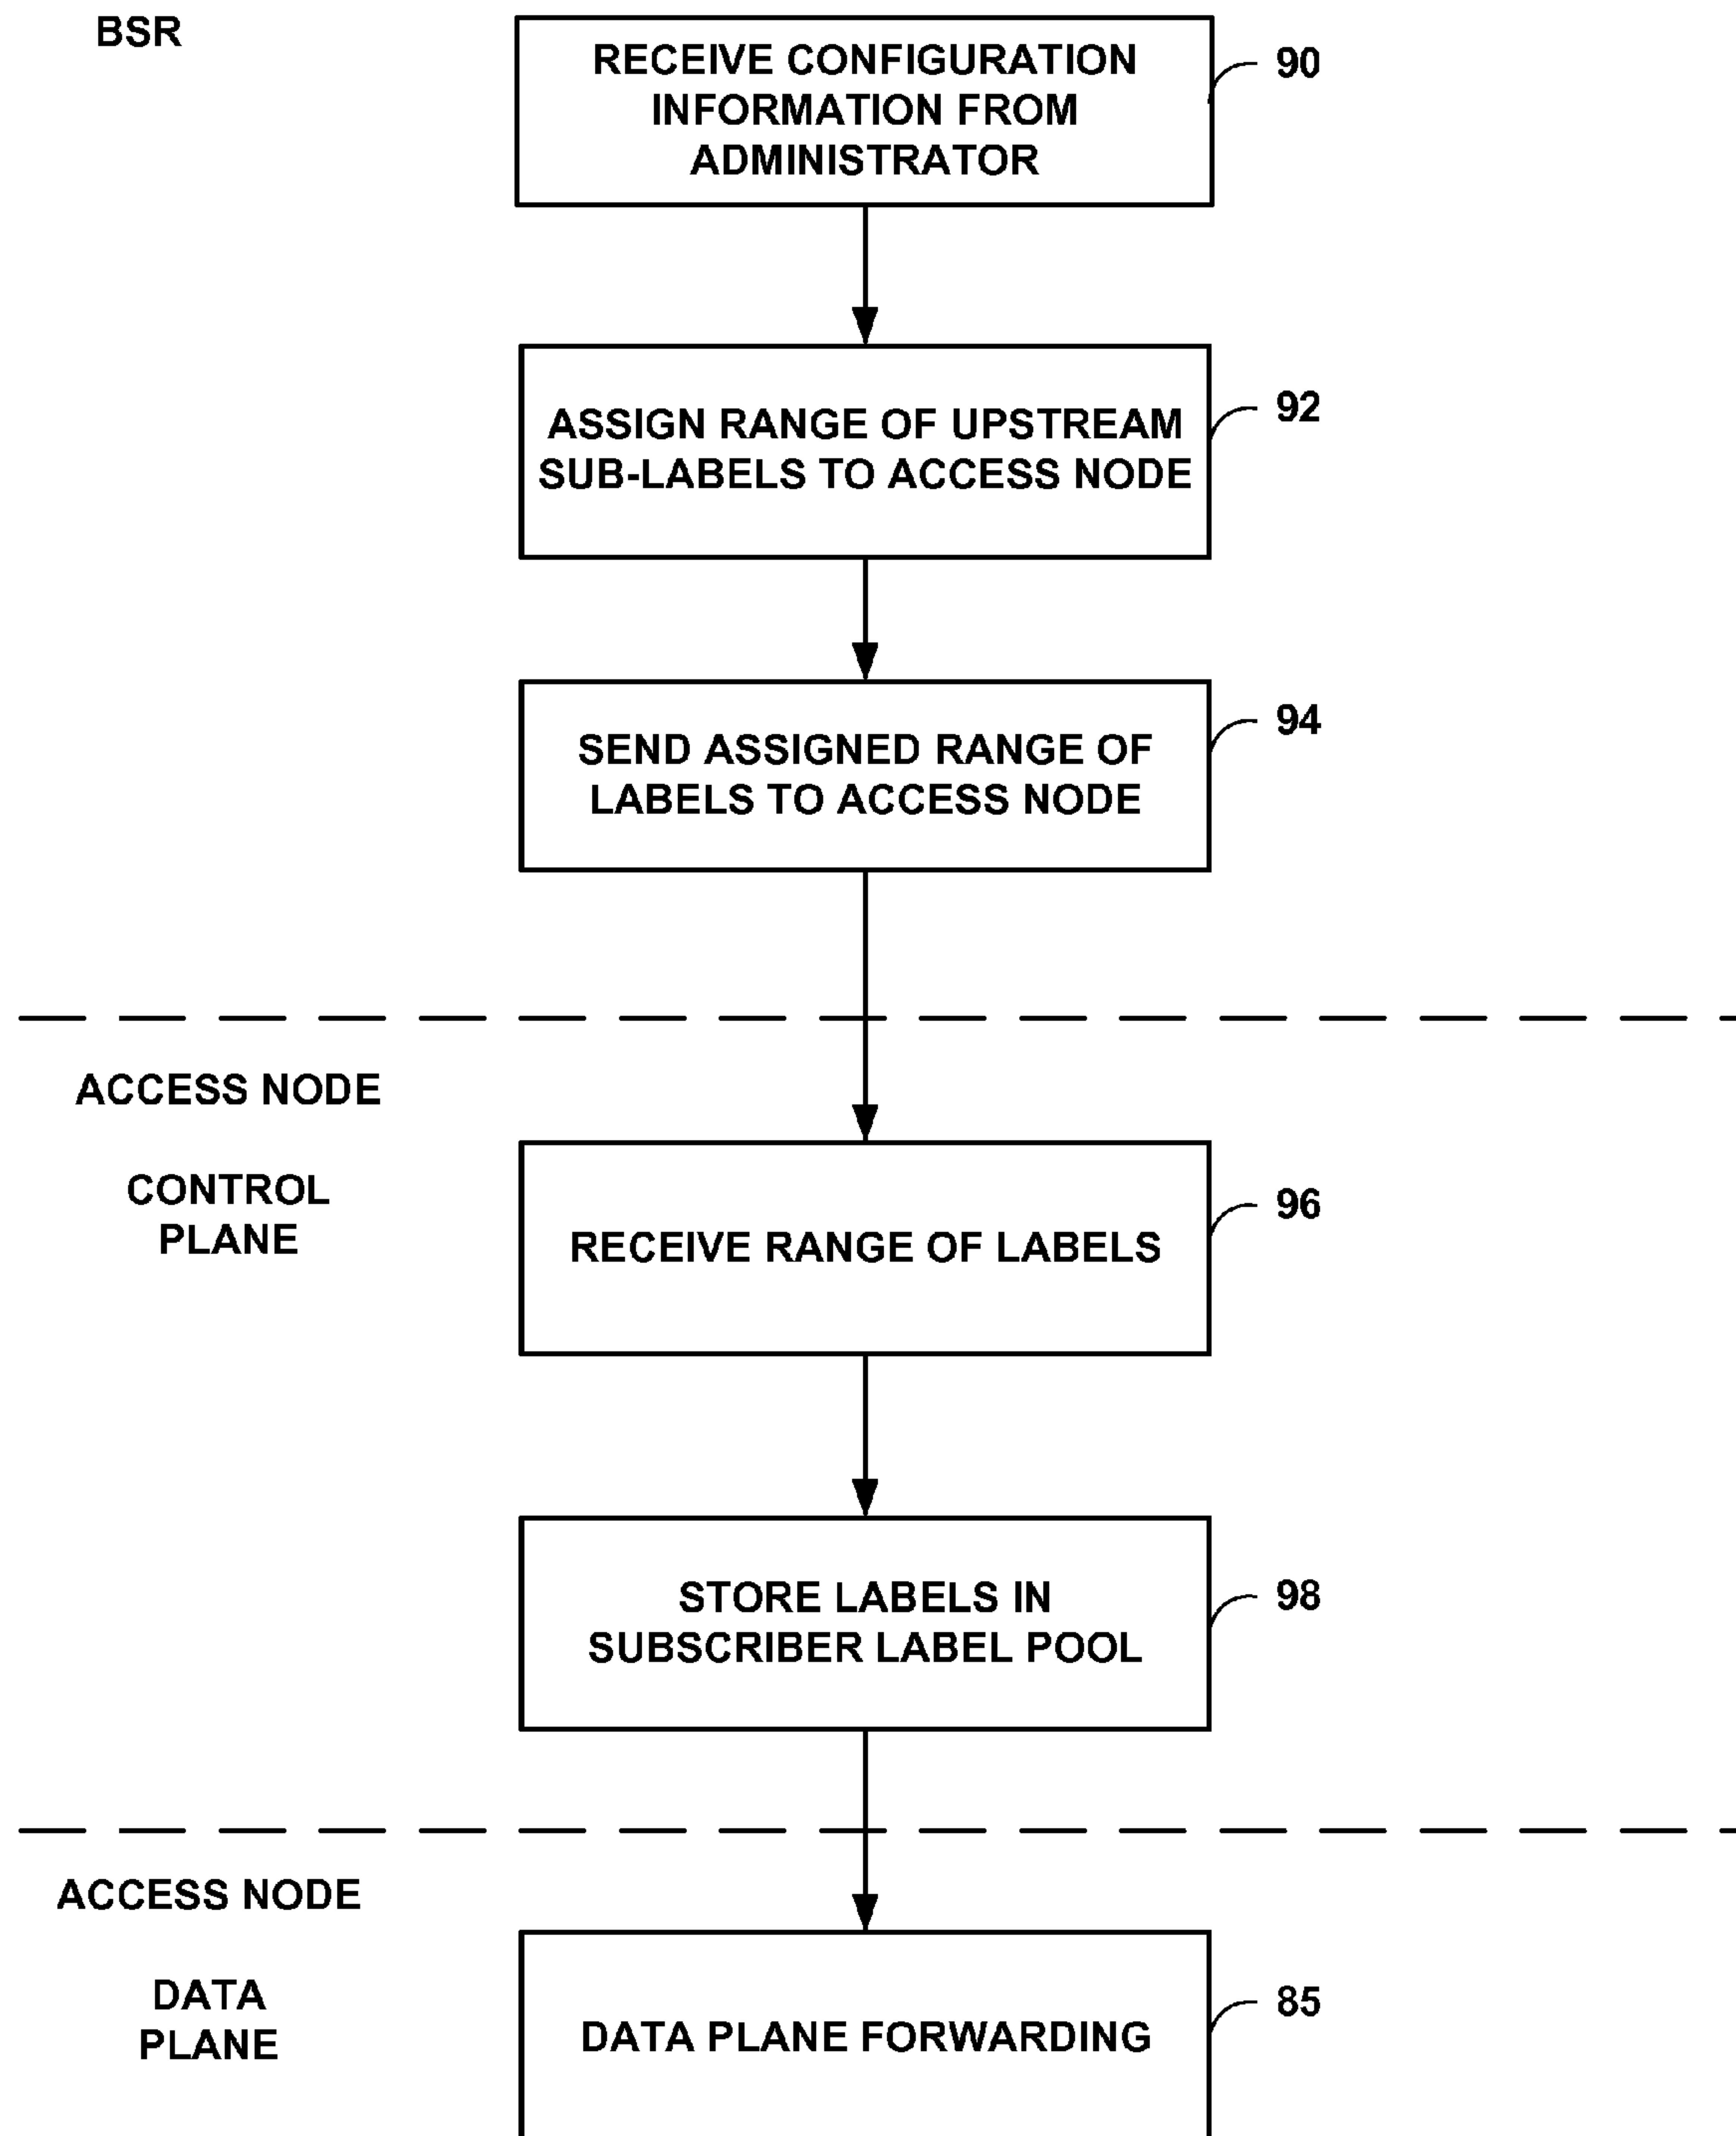 BSR
RECEIVE CONFIGURATION
INFORMATION FROM
ADMINISTRATOR
90
ASSIGN RANGE OF UPSTREAM
SUB-LABELS TO ACCESS NODE
92
SEND ASSIGNED RANGE OF
LABELS TO ACCESS NODE
94
ACCESS NODE
CONTROL
PLANE
RECEIVE RANGE OF LABELS
96
STORE LABELS IN
SUBSCRIBER LABEL POOL
98
ACCESS NODE
DATA
PLANE
DATA PLANE FORWARDING
85